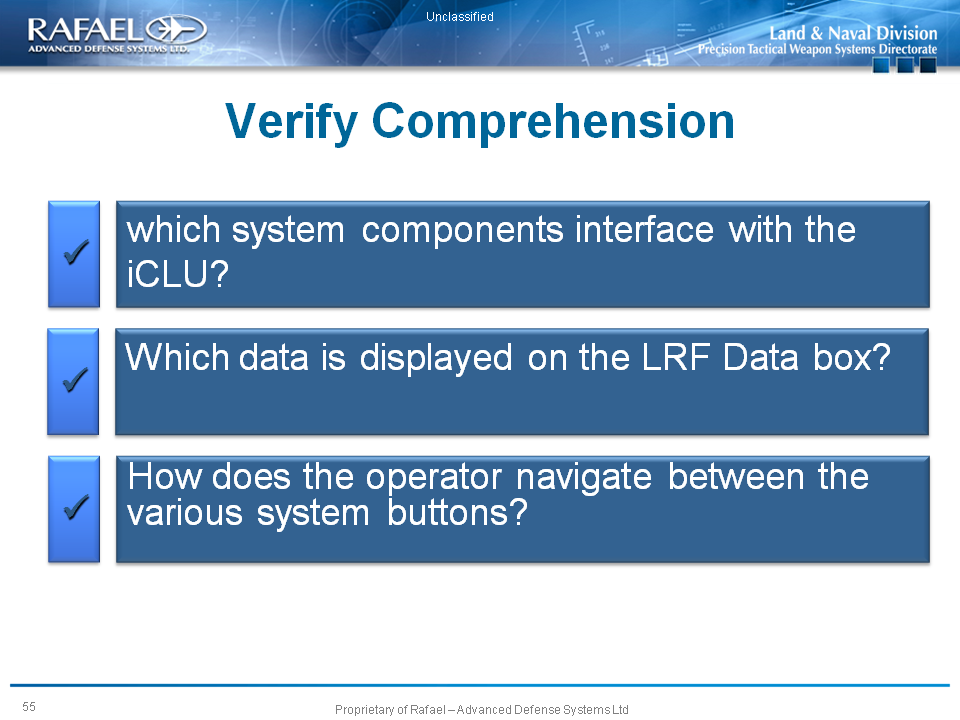 Unclassified
RAFAEL
ADVANCED DEFENSE SYSTEMS LTD.
Land & Naval Division
Precision Tactical Weapon Systems Directorate
Verify Comprehension
which system components interface with the
iCLU?
Which data is displayed on the LRF Data box?
How does the operator navigate between the
various system buttons?
55
Proprietary of Rafael – Advanced Defense Systems Ltd